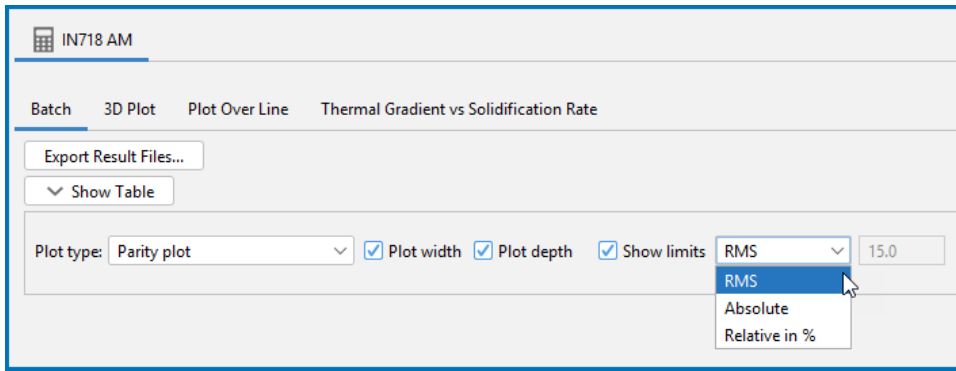 IN718 AM
Batch 3D Plot Plot Over Line Thermal Gradient vs Solidification Rate
Export Result Files...
Show Table
Plot type: Parity plot Plot width Plot depth Show limits RMS 15.0
RMS
Absolute
Relative in %